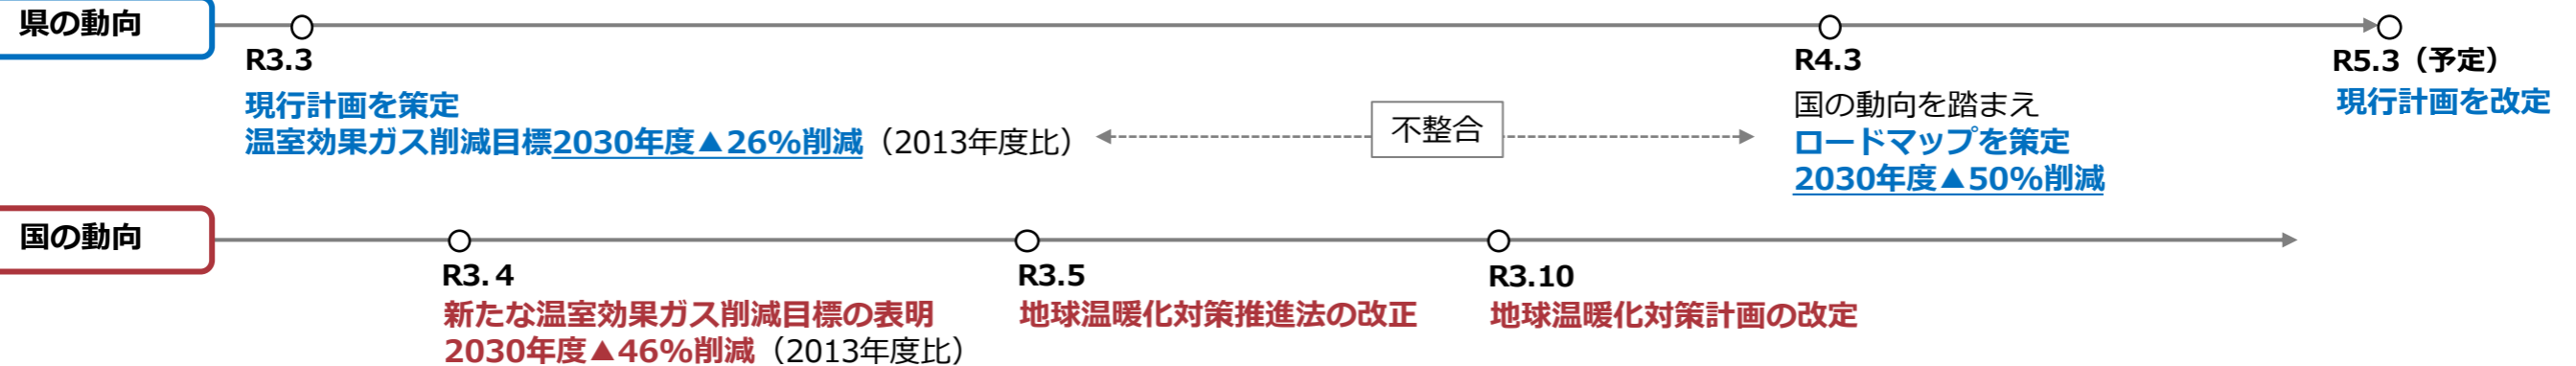 県の動向
R3.3
現行計画を策定
温室効果ガス削減目標2030年度▲26%削減（2013年度比）
不整合
R4.3
国の動向を踏まえ
ロードマップを策定
2030年度▲50%削減
R5.3（予定）
現行計画を改定
国の動向
R3.４
新たな温室効果ガス削減目標の表明
2030年度▲46%削減（2013年度比）
R3.5
地球温暖化対策推進法の改正
R3.10
地球温暖化対策計画の改定